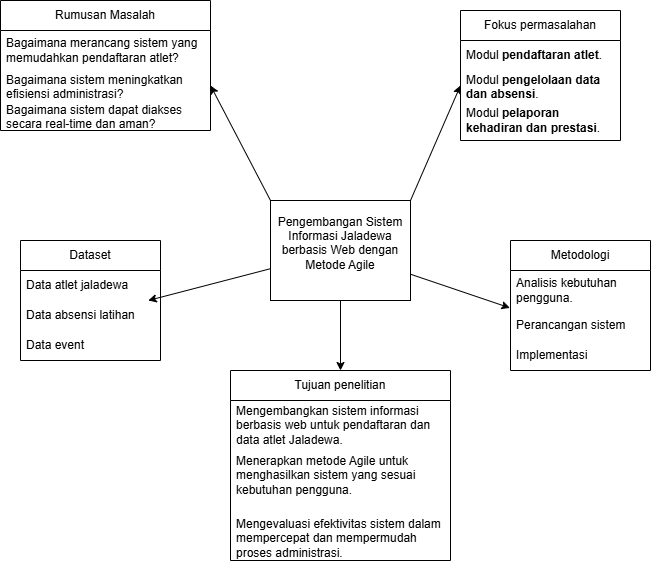 Rumusan Masalah
Bagaimana merancang sistem yang
memudahkan pendaftaran atlet?
Bagaimana sistem meningkatkan
efisiensi administrasi?
Bagaimana sistem dapat diakses
secara real-time dan aman?
Fokus permasalahan
Modul pendaftaran atlet.
Modul pengelolaan data
dan absensi.
Modul pelaporan
kehadiran dan prestasi.
Pengembangan Sistem
Informasi Jaladewa
berbasis Web dengan
Metode Agile
Dataset
Data atlet jaladewa
Data absensi latihan
Data event
Metodologi
Analisis kebutuhan
pengguna.
Perancangan sistem
Implementasi
Tujuan penelitian
Mengembangkan sistem informasi
berbasis web untuk pendaftaran dan
data atlet Jaladewa.
Menerapkan metode Agile untuk
menghasilkan sistem yang sesuai
kebutuhan pengguna.
Mengevaluasi efektivitas sistem dalam
mempercepat dan mempermudah
proses administrasi.